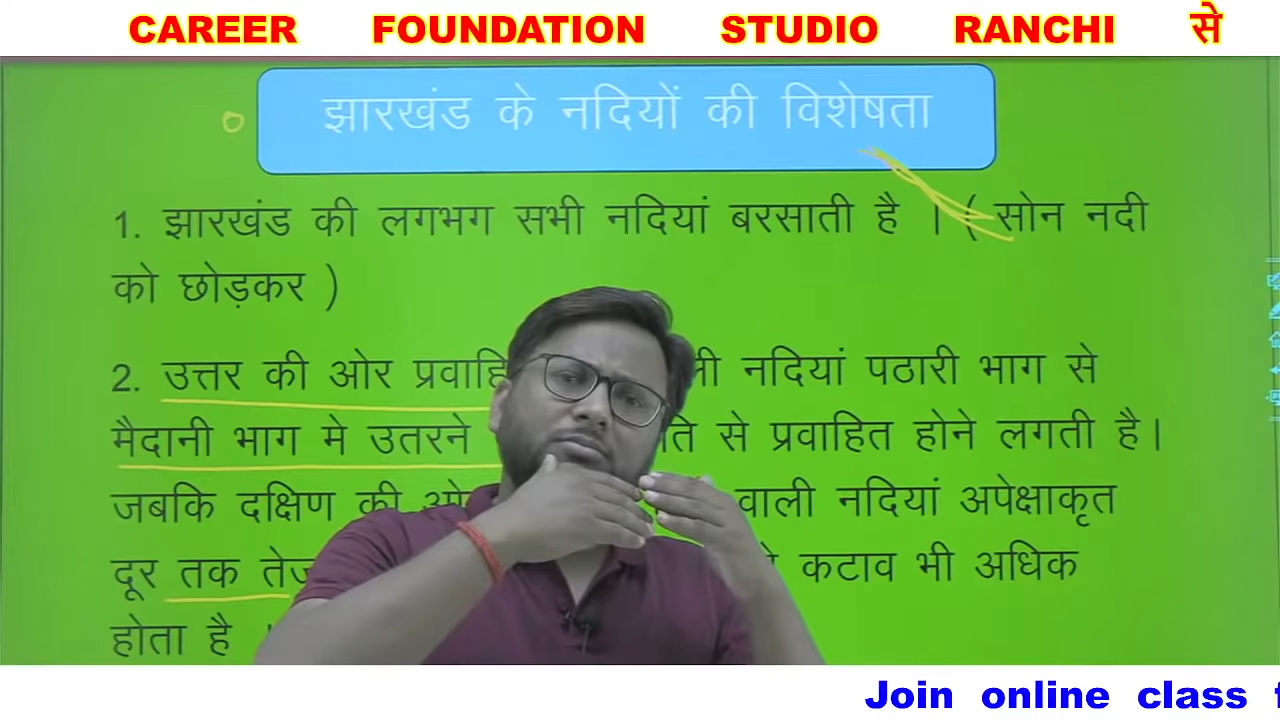 CAREER FOUNDATION STUDIO RANCHI से
झारखंड के नदियों की विशेषता
1. झारखंड की लगभग सभी नदियां बरसाती है । ( सोन नदी
को छोड़कर )
2. उत्तर की ओर नदियां पठारी भाग से
मैदानी भाग मे उतरने से प्रवाहित होने लगती है।
जबकि दक्षिण की वाली नदियां अपेक्षाकृत
दूर तक कटाव भी अधिक
होता है ।
Join online class